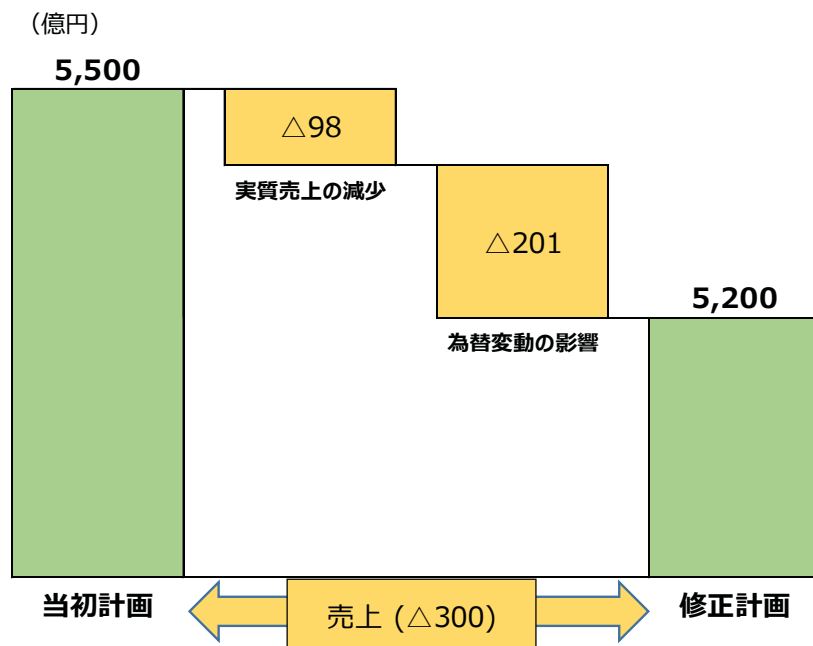 （億円）
5,500
△98
実質売上の減少
△201
5,200
為替変動の影響
当初計画
売上 (△300)
修正計画